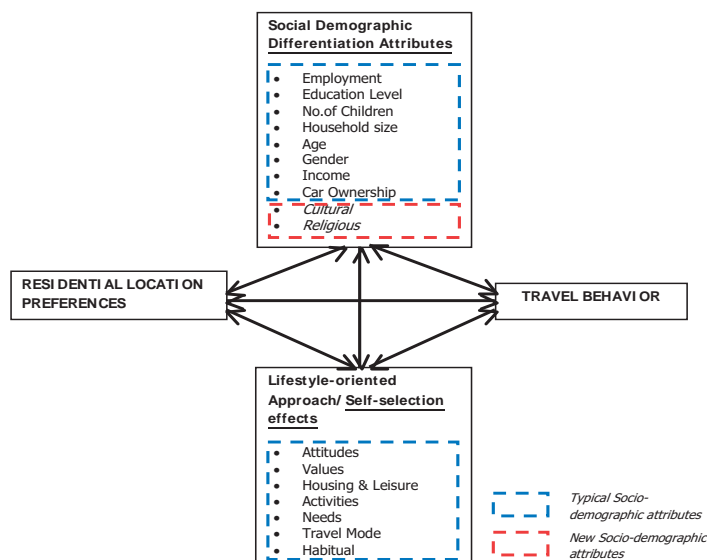 Social Demographic
Differentiation Attributes
• Employment
• Education Level
• No.of Children
• Household size
• Age
• Gender
• Income
• Car Ownership
• Cultural
• Religious
RESIDENTIAL LOCATION
PREFERENCES
TRAVEL BEHAVIOR
Lifestyle-oriented
Approach/ Self-selection
effects
• Attitudes
• Values
• Housing & Leisure
• Activities
• Needs
• Travel Mode
• Habitual
Typical Socio-
demographic attributes
New Socio-demographic
attributes